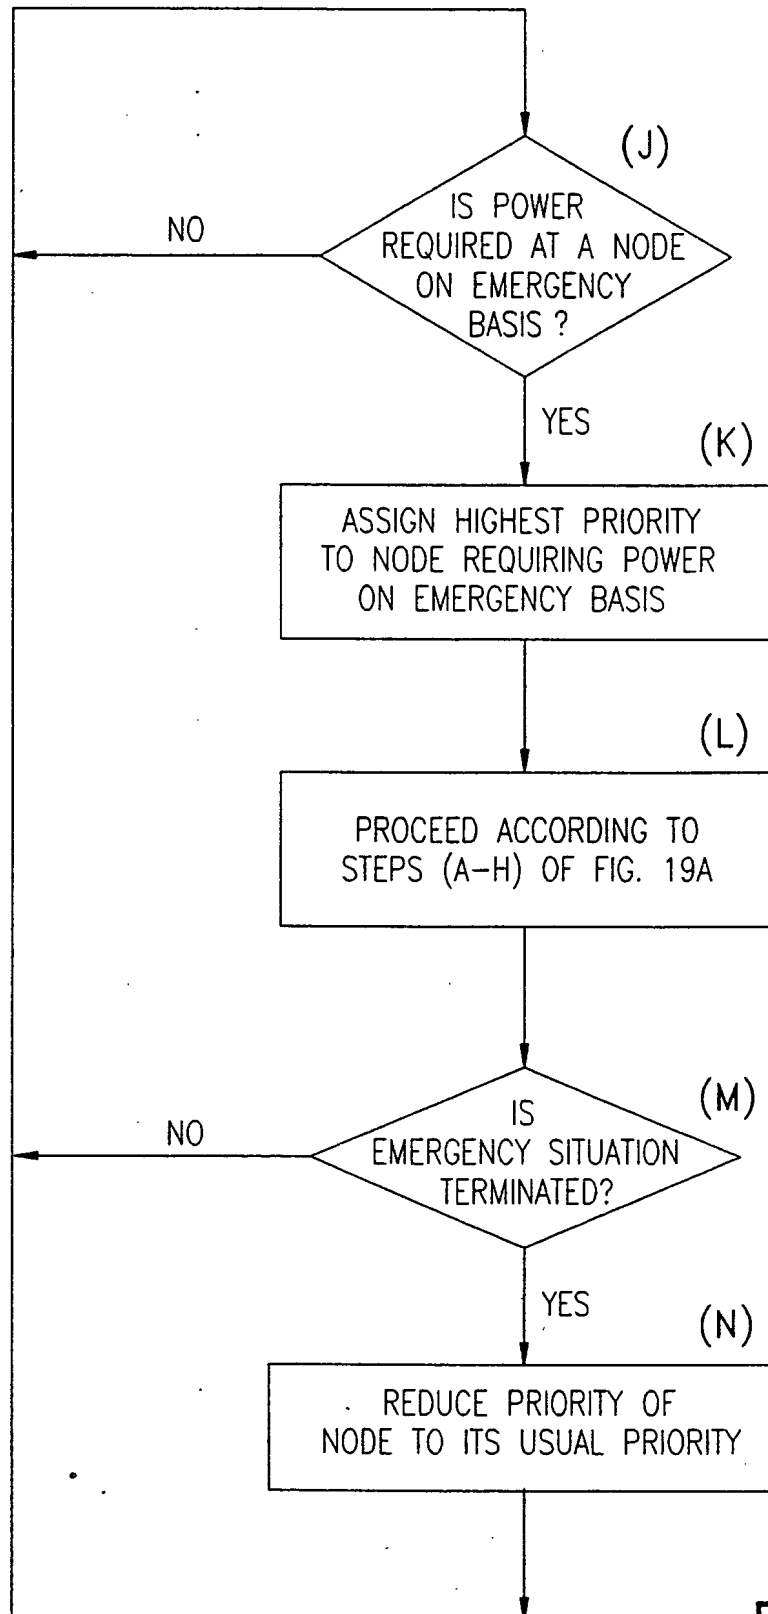 (J)
IS POWER
REQUIRED AT A NODE
ON EMERGENCY
BASIS ?
NO
YES
(K)
ASSIGN HIGHEST PRIORITY
TO NODE REQUIRING POWER
ON EMERGENCY BASIS
(L)
PROCEED ACCORDING TO
STEPS (A-H) OF FIG. 19A
(M)
IS
EMERGENCY SITUATION
TERMINATED?
NO
YES
(N)
REDUCE PRIORITY OF
NODE TO ITS USUAL PRIORITY